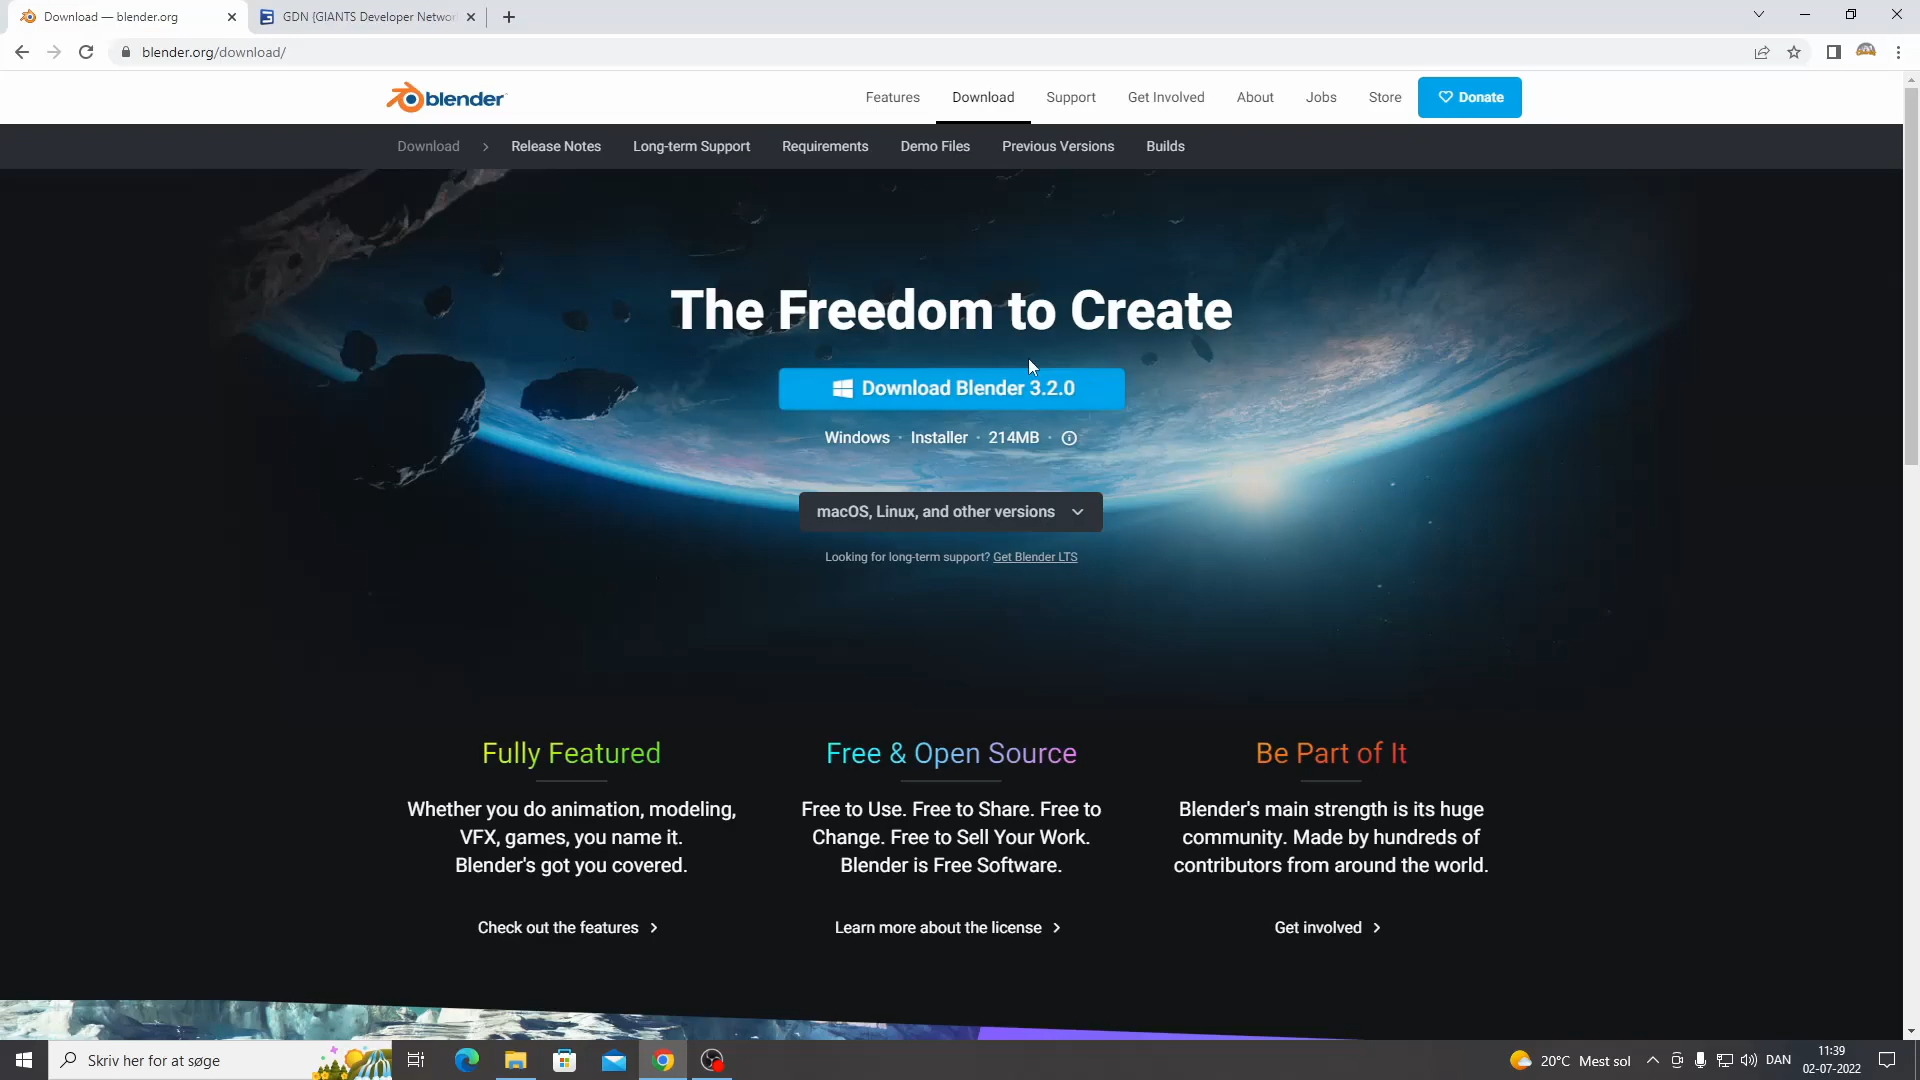 Download — blender.org
GDN {GIANTS Developer Networ
blender.org/download/
blender
Features
Download
Support
Get Involved
About
Jobs
Store
Donate
Download
Release Notes
Long-term Support
Requirements
Demo Files
Previous Versions
Builds
The Freedom to Create
Download Blender 3.2.0
Windows · Installer · 214MB ·
macOS, Linux, and other versions
Looking for long-term support? Get Blender LTS
Fully Featured
Whether you do animation, modeling,
VFX, games, you name it.
Blender's got you covered.
Check out the features
Free & Open Source
Free to Use. Free to Share. Free to
Change. Free to Sell Your Work.
Blender is Free Software.
Learn more about the license
Be Part of It
Blender's main strength is its huge
community. Made by hundreds of
contributors from around the world.
Get involved
Skriv her for at søge
20°C Mest sol
DAN
11:39
02-07-2022